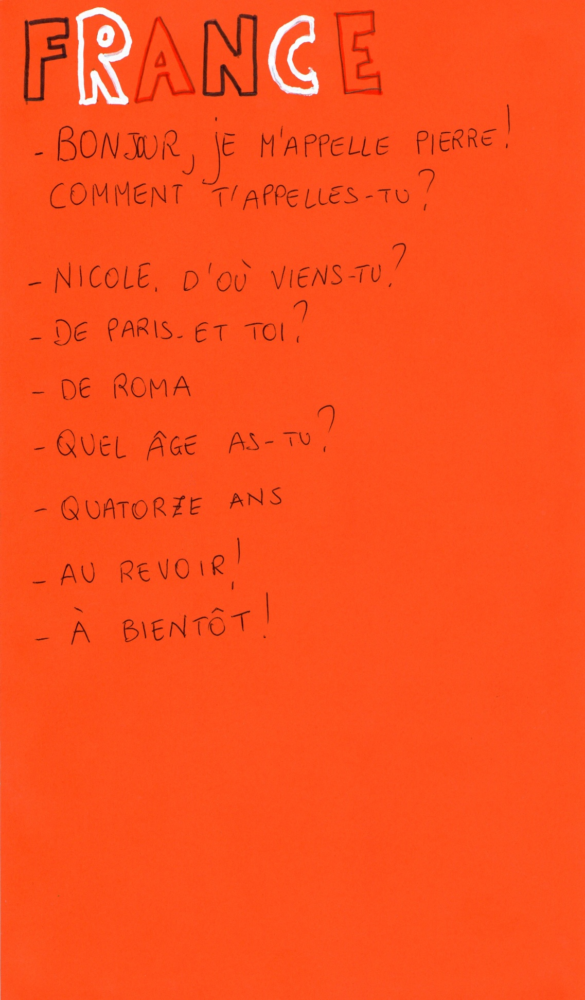 FRANCE
- BONJOUR, jE M'APPELLE PIERRE!
COMMENT T'APPELLES-TU?
- NICOLE. D'OÙ VIENS-TU?
- DE PARIS. ET TOI?
- DE ROMA
- QUEL ÂGE AS-TU?
- QUATORZE ANS
- AU REVOIR!
- À BIENTÔT!